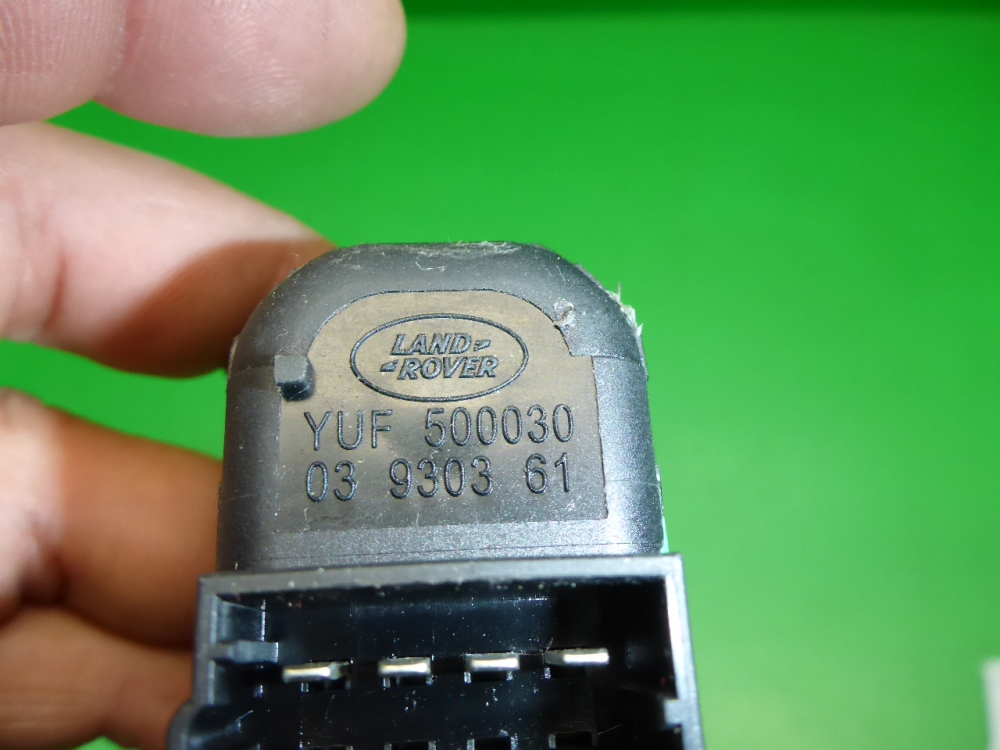 LAND
ROVER
YUF 500030
03 9303 61